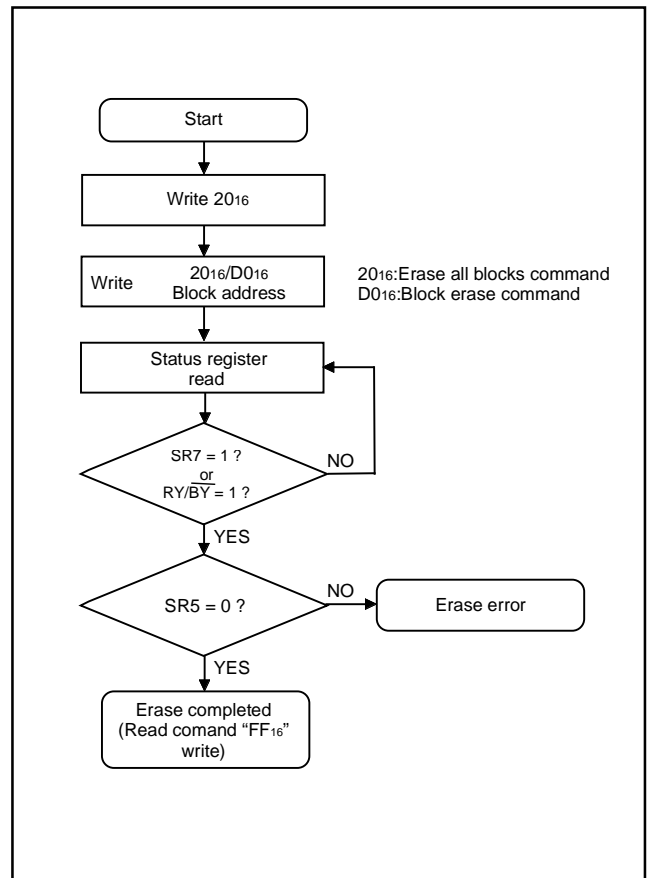 Start
Write 2016
Write
2016/D016
Block address
2016:Erase all blocks command
D016:Block erase command
Status register
read
SR7 = 1 ?
or
RY/B̅Y̅ = 1 ?
NO
YES
SR5 = 0 ?
NO
Erase error
YES
Erase completed
(Read comand “FF16”
write)